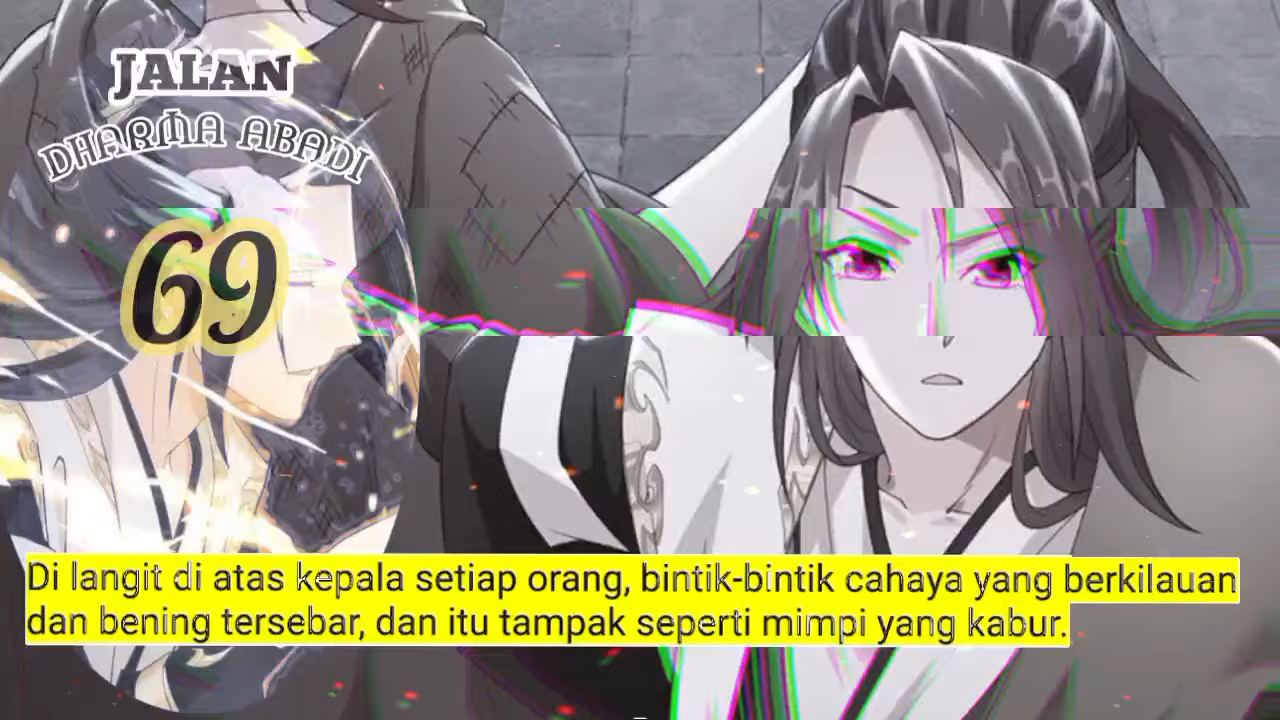 JALAN
DHARMA ABADI
69
Di langit di atas kepala setiap orang, bintik-bintik cahaya yang berkilauan
dan bening tersebar, dan itu tampak seperti mimpi yang kabur.